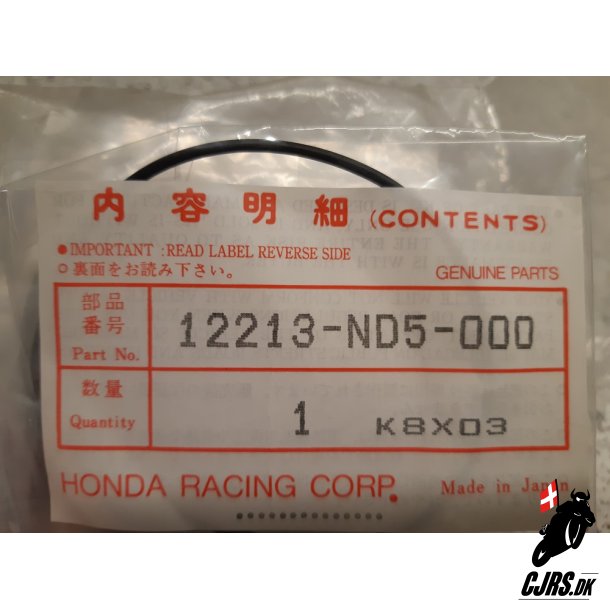 内容明細 (CONTENTS)
●IMPORTANT :READ LABEL REVERSE SIDE
○裏面をお読み下さい。
GENUINE PARTS
部品
番号
Part No.
12213-ND5-000
数量
Quantity
1 K8X03
HONDA RACING CORP.
Made in Japan
CJRS.DK